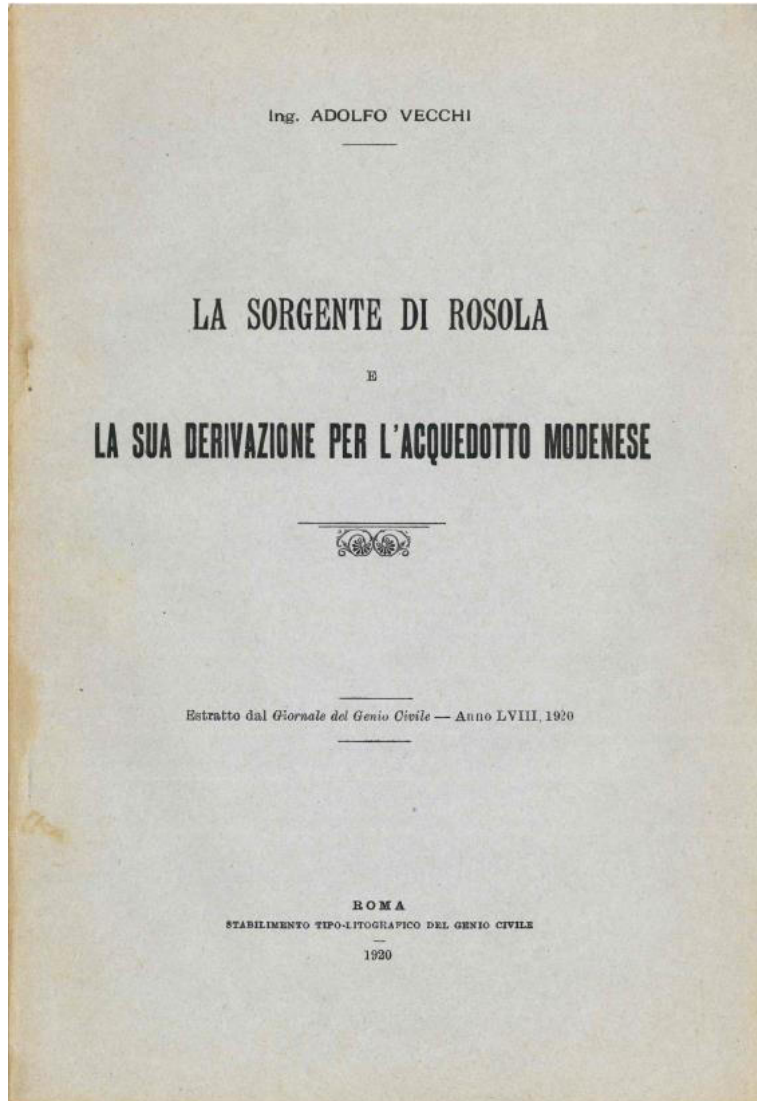 Ing. ADOLFO VECCHI
LA SORGENTE DI ROSOLA
E
LA SUA DERIVAZIONE PER L'ACQUEDOTTO MODENESE
Estratto dal Giornale del Genio Civile — Anno LVIII, 1920
ROMA
STABILIMENTO TIPO-LITOGRAFICO DEL GENIO CIVILE
1920